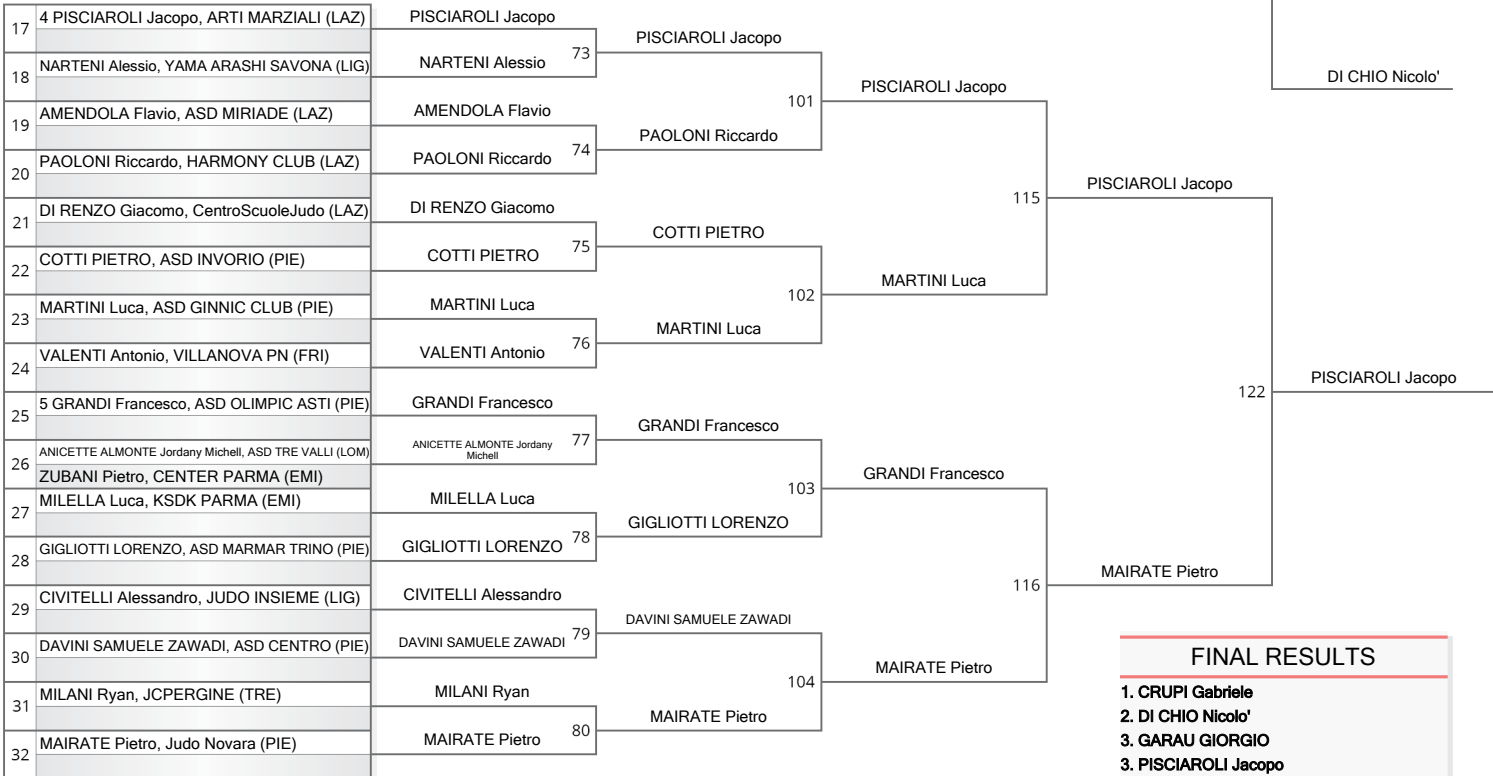 17
4 PISCIAROLI Jacopo, ARTI MARZIALI (LAZ)
18
NARTENI Alessio, YAMA ARASHI SAVONA (LIG)
19
AMENDOLA Flavio, ASD MIRIADE (LAZ)
20
PAOLONI Riccardo, HARMONY CLUB (LAZ)
21
DI RENZO Giacomo, CentroScuoleJudo (LAZ)
22
COTTI PIETRO, ASD INVORIO (PIE)
23
MARTINI Luca, ASD GINNIC CLUB (PIE)
24
VALENTI Antonio, VILLANOVA PN (FRI)
25
5 GRANDI Francesco, ASD OLIMPIC ASTI (PIE)
26
ANICETTE ALMONTE Jordany Michell, ASD TRE VALLI (LOM)
ZUBANI Pietro, CENTER PARMA (EMI)
27
MILELLA Luca, KSDK PARMA (EMI)
28
GIGLIOTTI LORENZO, ASD MARMAR TRINO (PIE)
29
CIVITELLI Alessandro, JUDO INSIEME (LIG)
30
DAVINI SAMUELE ZAWADI, ASD CENTRO (PIE)
31
MILANI Ryan, JCPERGINE (TRE)
32
MAIRATE Pietro, Judo Novara (PIE)
PISCIAROLI Jacopo
73
NARTENI Alessio
AMENDOLA Flavio
74
PAOLONI Riccardo
DI RENZO Giacomo
75
COTTI PIETRO
MARTINI Luca
76
VALENTI Antonio
GRANDI Francesco
77
ANICETTE ALMONTE Jordany
Michell
MILELLA Luca
78
GIGLIOTTI LORENZO
CIVITELLI Alessandro
79
DAVINI SAMUELE ZAWADI
MILANI Ryan
80
MAIRATE Pietro
PISCIAROLI Jacopo
101
PAOLONI Riccardo
COTTI PIETRO
102
MARTINI Luca
GRANDI Francesco
103
GIGLIOTTI LORENZO
DAVINI SAMUELE ZAWADI
104
MAIRATE Pietro
PISCIAROLI Jacopo
115
MARTINI Luca
GRANDI Francesco
116
MAIRATE Pietro
PISCIAROLI Jacopo
122
MAIRATE Pietro
DI CHIO Nicolo'
PISCIAROLI Jacopo
FINAL RESULTS
1. CRUPI Gabriele
2. DI CHIO Nicolo'
3. GARAU GIORGIO
3. PISCIAROLI Jacopo